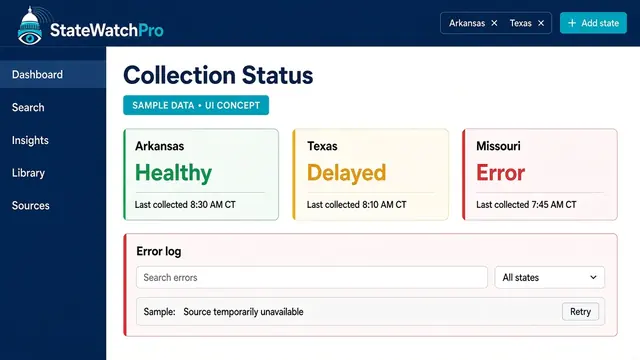 StateWatchPro
Arkansas ✕ Texas ✕
+ Add state
Dashboard
Search
Insights
Library
Sources
Collection Status
SAMPLE DATA • UI CONCEPT
Arkansas
Healthy
Last collected 8:30 AM CT
Texas
Delayed
Last collected 8:10 AM CT
Missouri
Error
Last collected 7:45 AM CT
Error log
Search errors
All states
Sample: Source temporarily unavailable
Retry